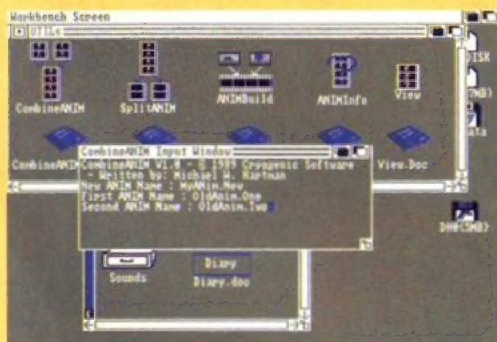 Workbench Screen
Utils
DISK
CombineANIM
SplitANIM
ANIMBuild
ANIMInfo
View
Data
CombineANIM
View.Doc
CombineANIM Input Window
CombineANIM V1.0 - © 1989 Cryogenic Software
- Written by: Michael W. Hartman
New ANIM Name : MyANim.New
First ANIM Name : OldAnim.One
Second ANIM Name : OldAnim.Two
Sounds
Diary
Diary.doc